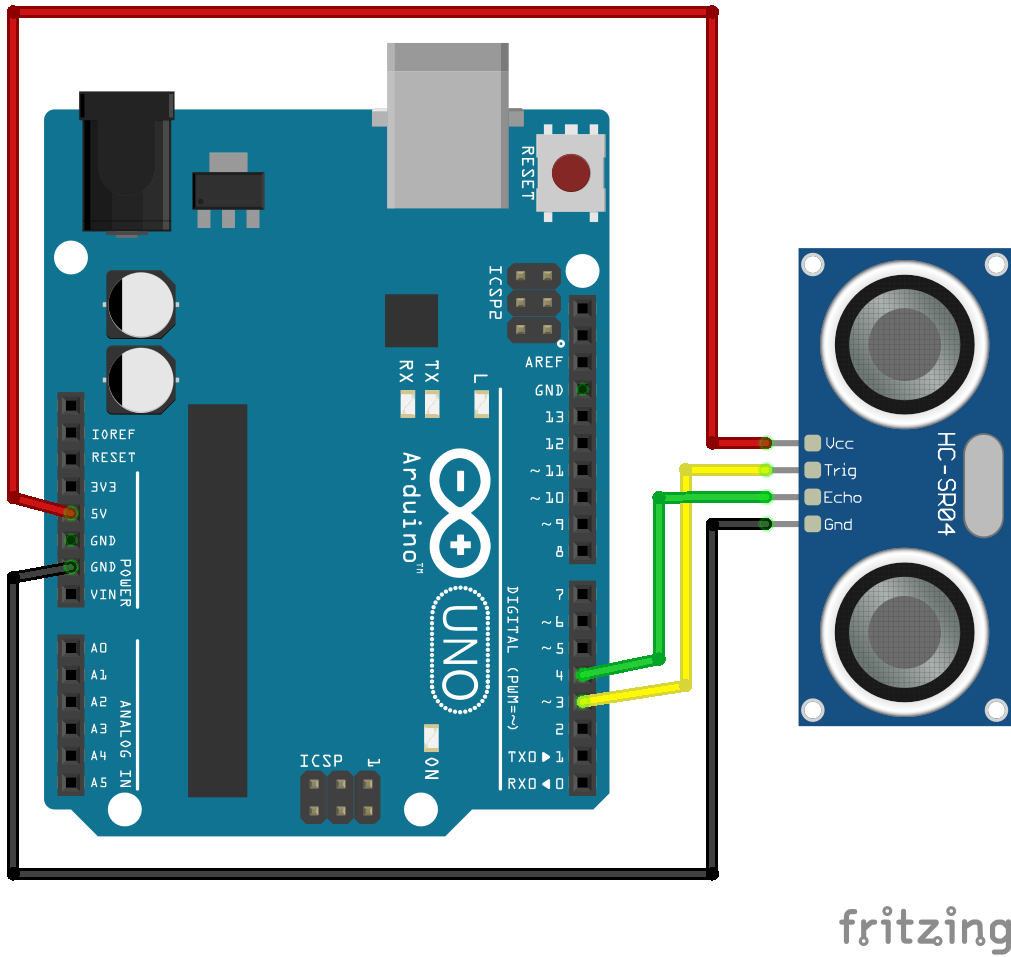 RESET
ICSP2
AREF
GND
13
12
~11
~10
~9
8
7
~6
~5
4
~3
2
TX0▶1
RX0◀0
DIGITAL (PWM=~)
RX
TX
L
Arduino™
UNO
ON
ICSP
1
IOREF
RESET
3V3
5V
GND
GND
VIN
POWER
A0
A1
A2
A3
A4
A5
ANALOG IN
Vcc
Trig
Echo
Gnd
HC-SR04
fritzing